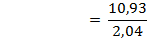 = 10,93 / 2,04